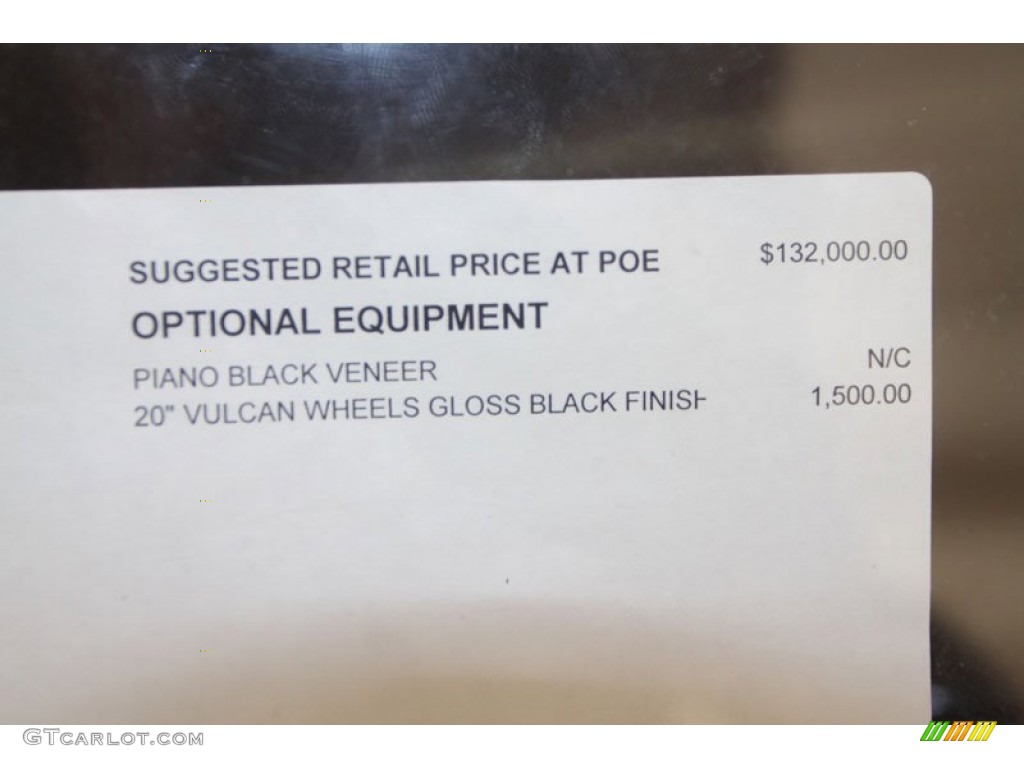 SUGGESTED RETAIL PRICE AT POE $132,000.00
OPTIONAL EQUIPMENT
PIANO BLACK VENEER N/C
20" VULCAN WHEELS GLOSS BLACK FINISH 1,500.00
GTCARLOT.COM